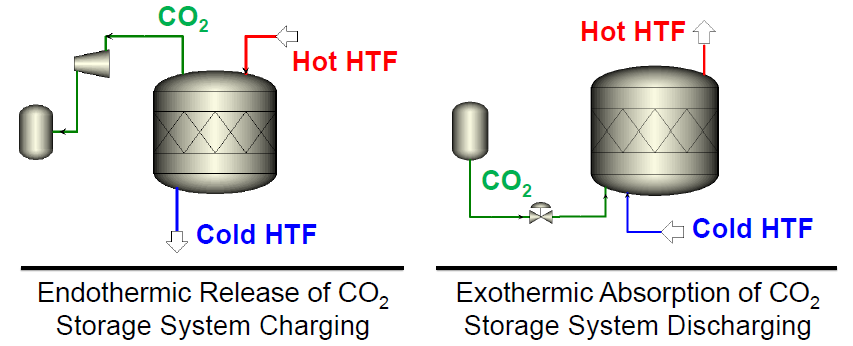 CO₂
Hot HTF
Cold HTF
Endothermic Release of CO₂
Storage System Charging
Hot HTF
CO₂
Cold HTF
Exothermic Absorption of CO₂
Storage System Discharging